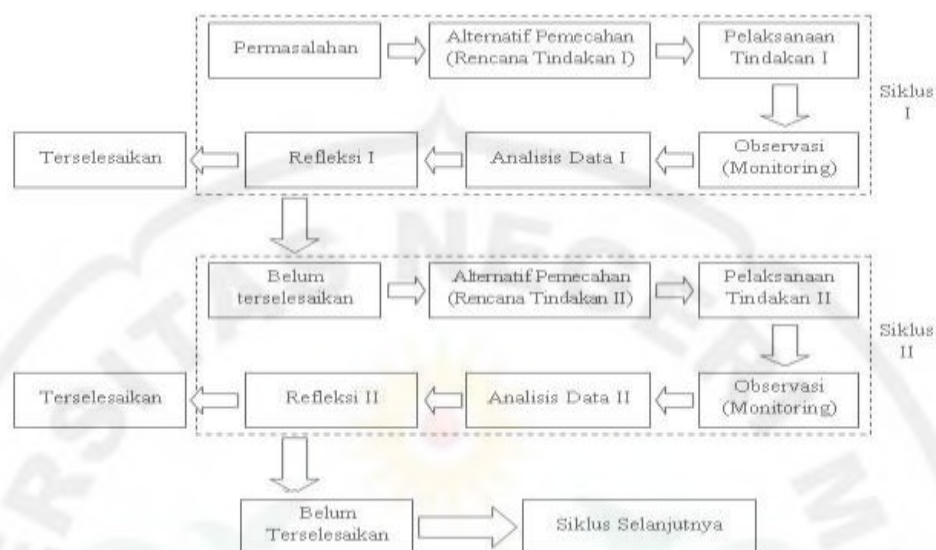 Permasalahan
Alternatif Pemecahan
(Rencana Tindakan I)
Pelaksanaan
Tindakan I
Siklus
I
Terselesaikan
Refleksi I
Analisis Data I
Observasi
(Monitoring)
Belum
terselesaikan
Alternatif Pemecahan
(Rencana Tindakan II)
Pelaksanaan
Tindakan II
Siklus
II
Terselesaikan
Refleksi II
Analisis Data II
Observasi
(Monitoring)
Belum
Terselesaikan
Siklus Selanjutnya